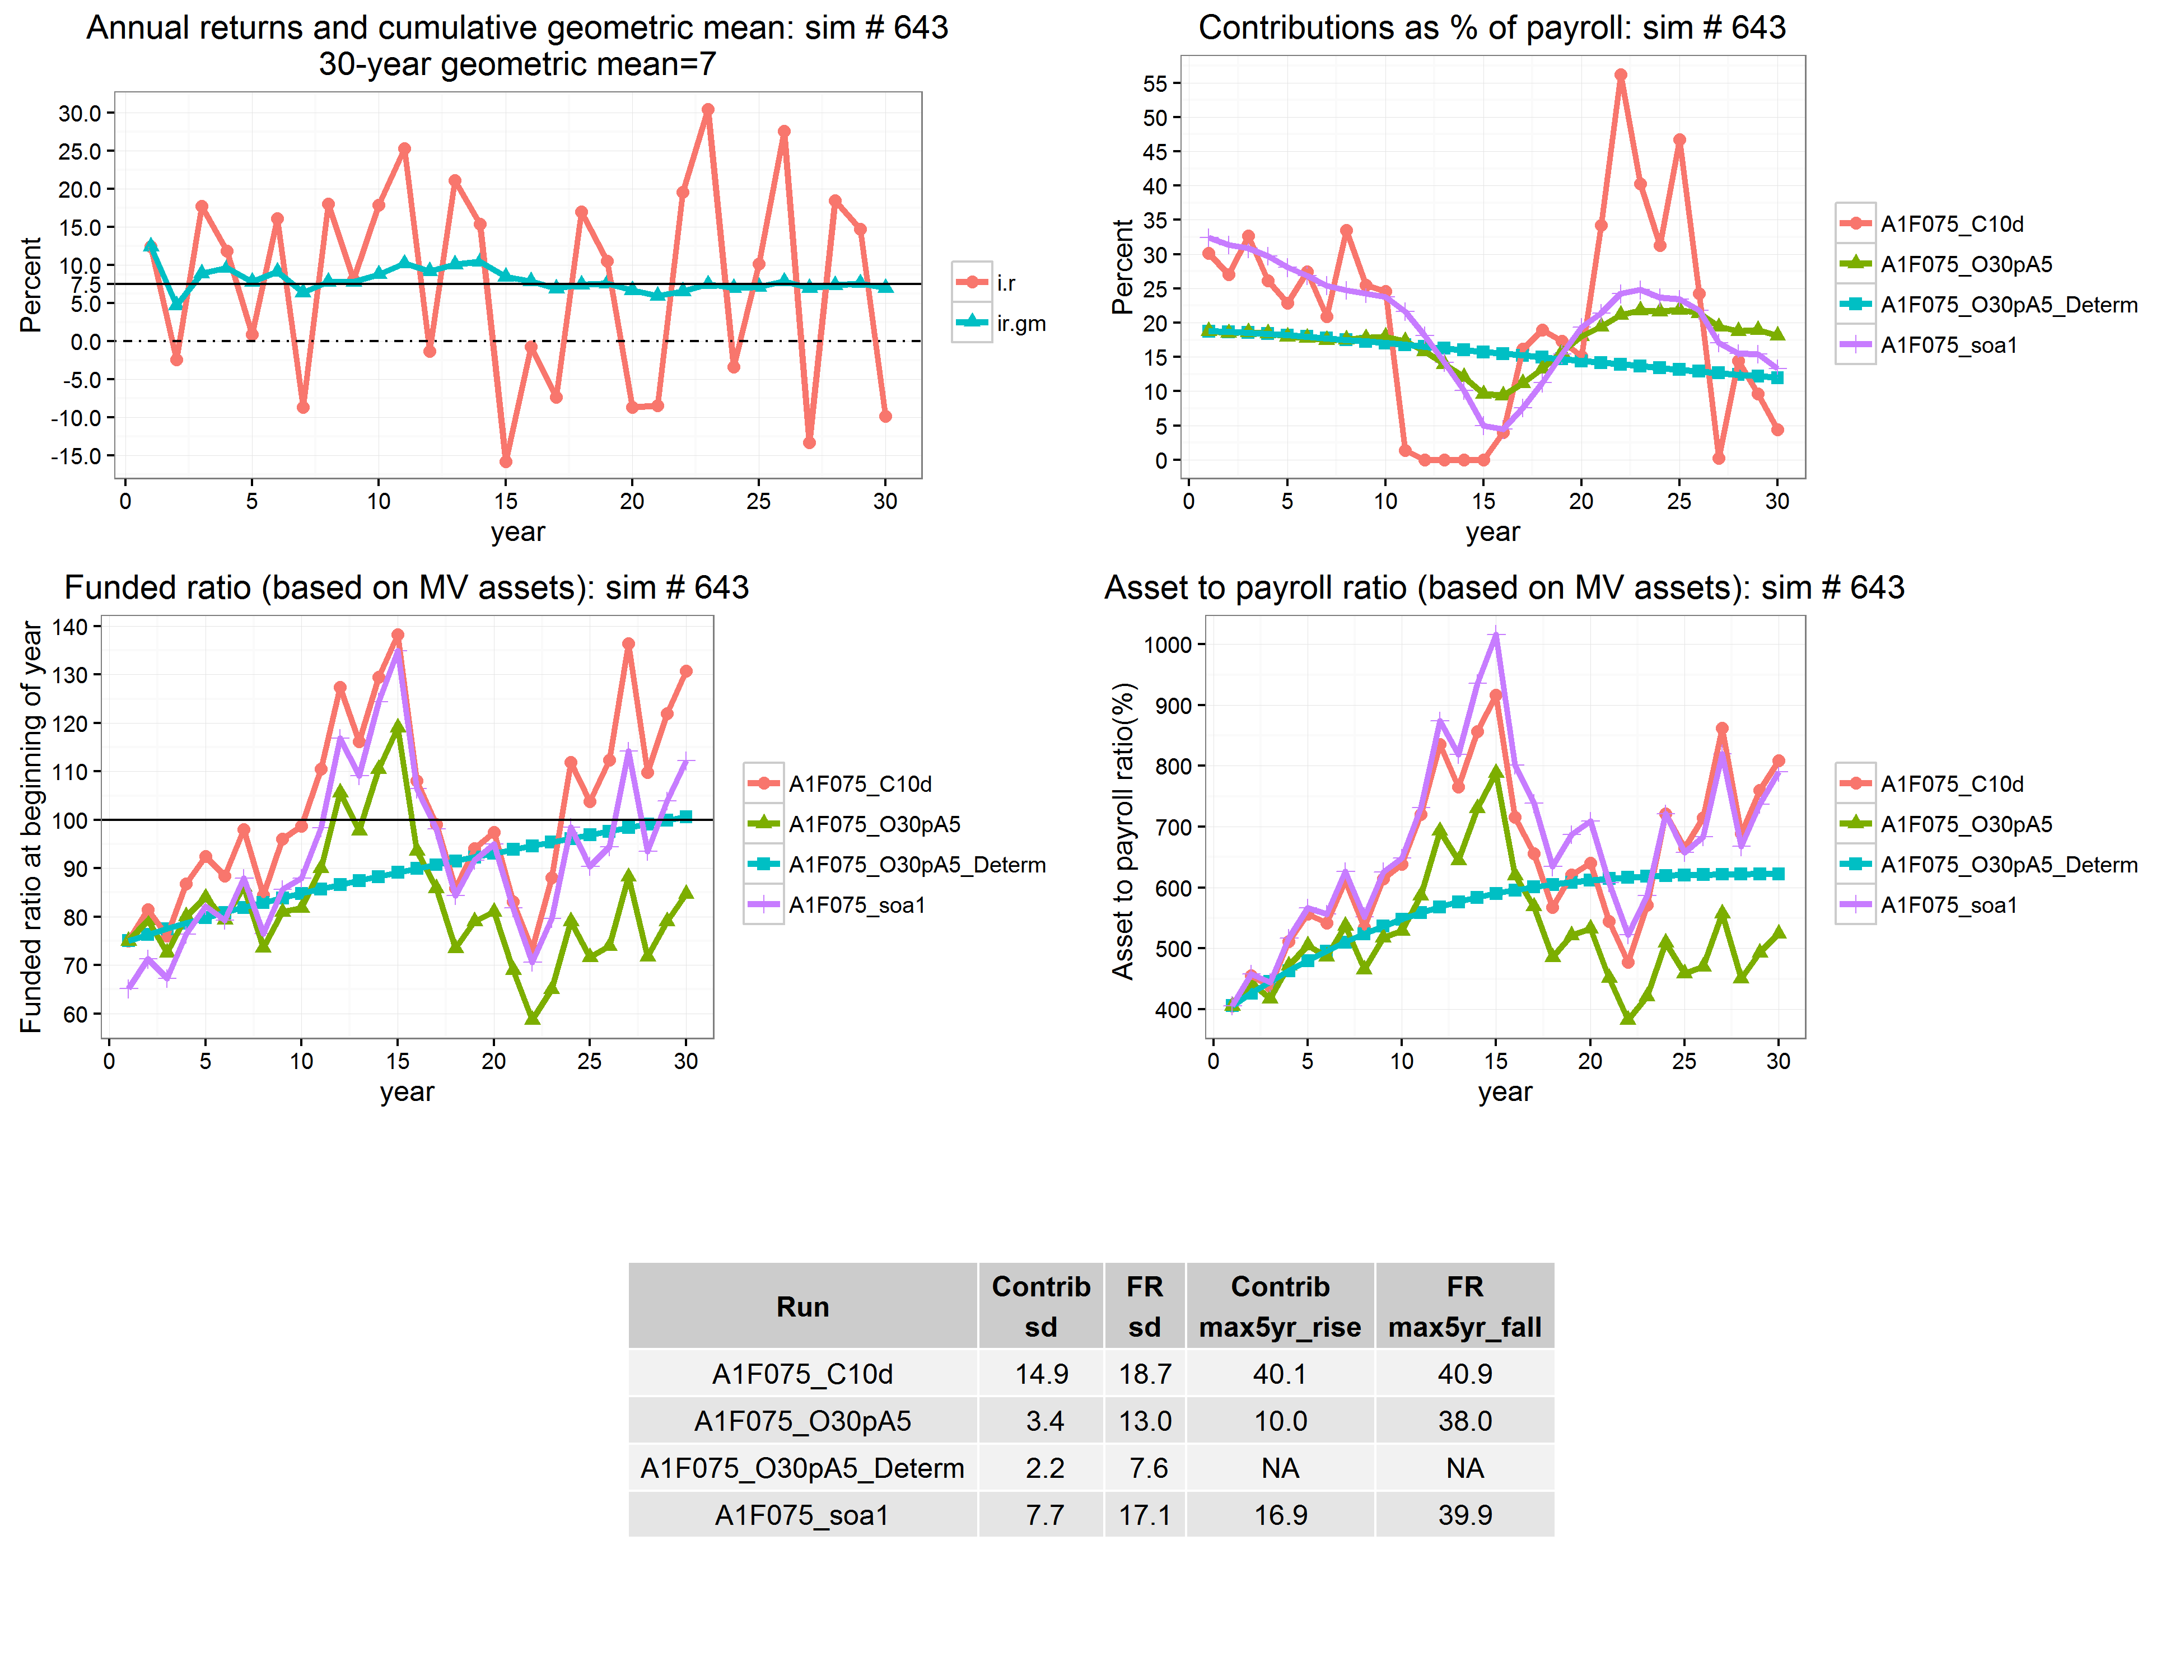 Annual returns and cumulative geometric mean: sim # 643
30-year geometric mean=7
Percent
30.0
25.0
20.0
15.0
10.0
7.5
5.0
0.0
-5.0
-10.0
-15.0
0 5 10 15 20 25 30
year
i.r
ir.gm
Contributions as % of payroll: sim # 643
Percent
55
50
45
40
35
30
25
20
15
10
5
0
0 5 10 15 20 25 30
year
A1F075_C10d
A1F075_O30pA5
A1F075_O30pA5_Determ
A1F075_soa1
Funded ratio (based on MV assets): sim # 643
Funded ratio at beginning of year
140
130
120
110
100
90
80
70
60
0 5 10 15 20 25 30
year
A1F075_C10d
A1F075_O30pA5
A1F075_O30pA5_Determ
A1F075_soa1
Asset to payroll ratio (based on MV assets): sim # 643
Asset to payroll ratio(%)
1000
900
800
700
600
500
400
0 5 10 15 20 25 30
year
A1F075_C10d
A1F075_O30pA5
A1F075_O30pA5_Determ
A1F075_soa1
Run Contrib sd FR sd Contrib max5yr_rise FR max5yr_fall
A1F075_C10d 14.9 18.7 40.1 40.9
A1F075_O30pA5 3.4 13.0 10.0 38.0
A1F075_O30pA5_Determ 2.2 7.6 NA NA
A1F075_soa1 7.7 17.1 16.9 39.9